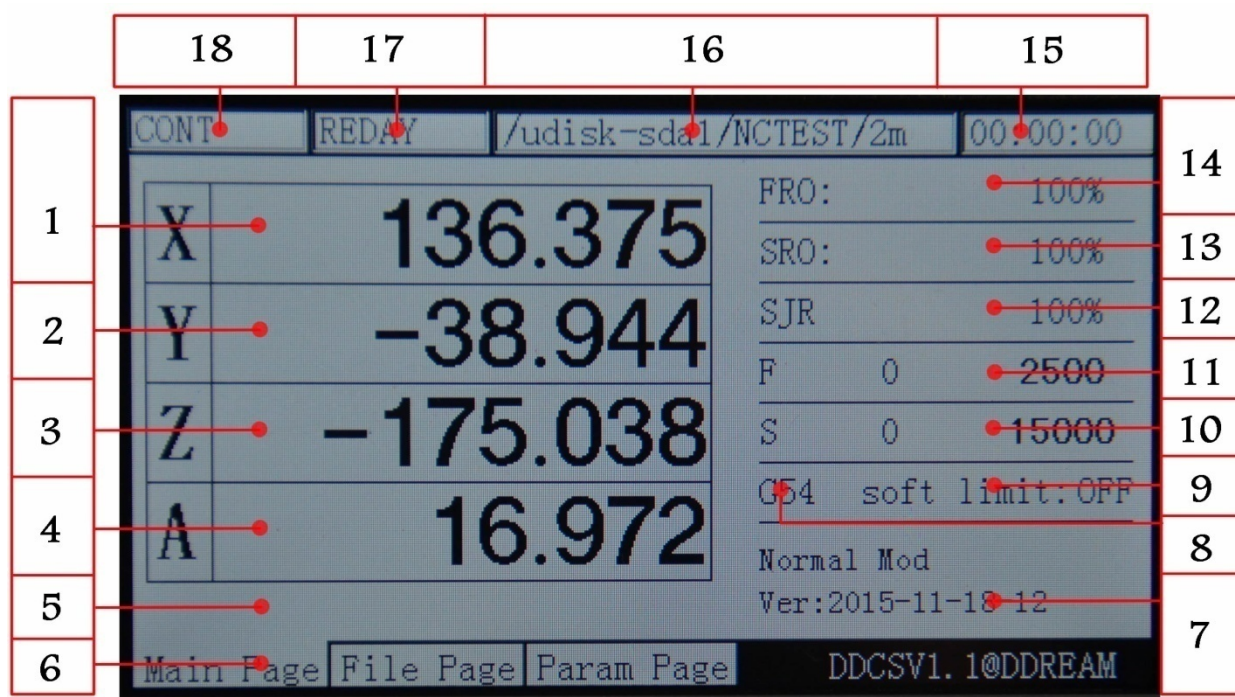 18 17 16 15
CONT REDAY /udisk-sda1/NCTEST/2m 00:00:00
1 X 136.375
2 Y -38.944
3 Z -175.038
4 A 16.972
5
6 Main Page File Page Param Page DDCSV1.1@DDREAM
FRO: 100% 14
SRO: 100% 13
SJR 100% 12
F 0 2500 11
S 0 15000 10
G54 soft limit:OFF 9
8
Normal Mod
Ver:2015-11-18-12 7